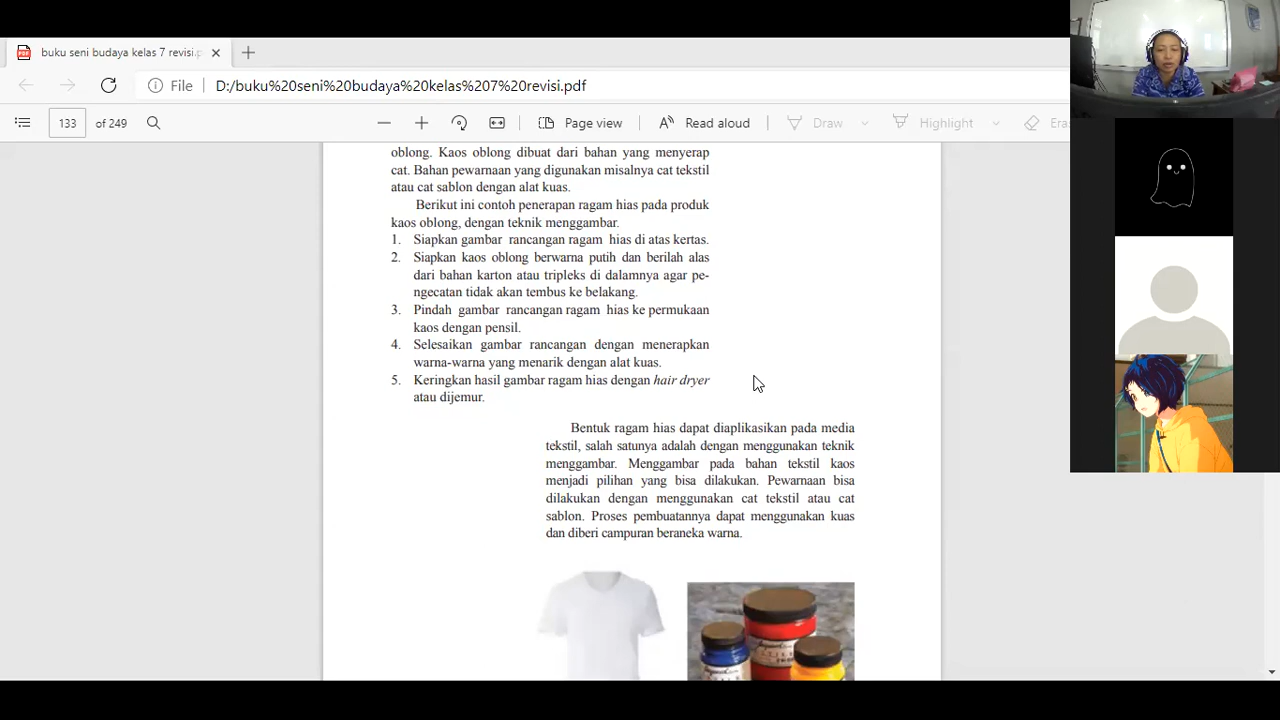 buku seni budaya kelas 7 revisi.p
File
D:/buku%20seni%20budaya%20kelas%207%20revisi.pdf
133 of 249
Page view
Read aloud
Draw
Highlight
Era
oblong. Kaos oblong dibuat dari bahan yang menyerap
cat. Bahan pewarnaan yang digunakan misalnya cat tekstil
atau cat sablon dengan alat kuas.
Berikut ini contoh penerapan ragam hias pada produk
kaos oblong, dengan teknik menggambar.
1. Siapkan gambar rancangan ragam hias di atas kertas.
2. Siapkan kaos oblong berwarna putih dan berilah alas
dari bahan karton atau tripleks di dalamnya agar pe-
ngecatan tidak akan tembus ke belakang.
3. Pindah gambar rancangan ragam hias ke permukaan
kaos dengan pensil.
4. Selesaikan gambar rancangan dengan menerapkan
warna-warna yang menarik dengan alat kuas.
5. Keringkan hasil gambar ragam hias dengan hair dryer
atau dijemur.
Bentuk ragam hias dapat diaplikasikan pada media
tekstil, salah satunya adalah dengan menggunakan teknik
menggambar. Menggambar pada bahan tekstil kaos
menjadi pilihan yang bisa dilakukan. Pewarnaan bisa
dilakukan dengan menggunakan cat tekstil atau cat
sablon. Proses pembuatannya dapat menggunakan kuas
dan diberi campuran beraneka warna.